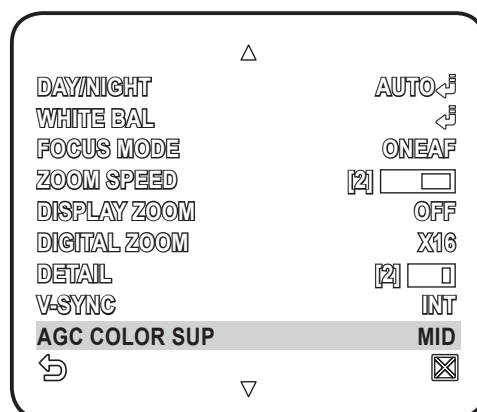 DAY/NIGHT AUTO
WHITE BAL
FOCUS MODE ONEAF
ZOOM SPEED [2]
DISPLAY ZOOM OFF
DIGITAL ZOOM X16
DETAIL [2]
V-SYNC INT
AGC COLOR SUP MID